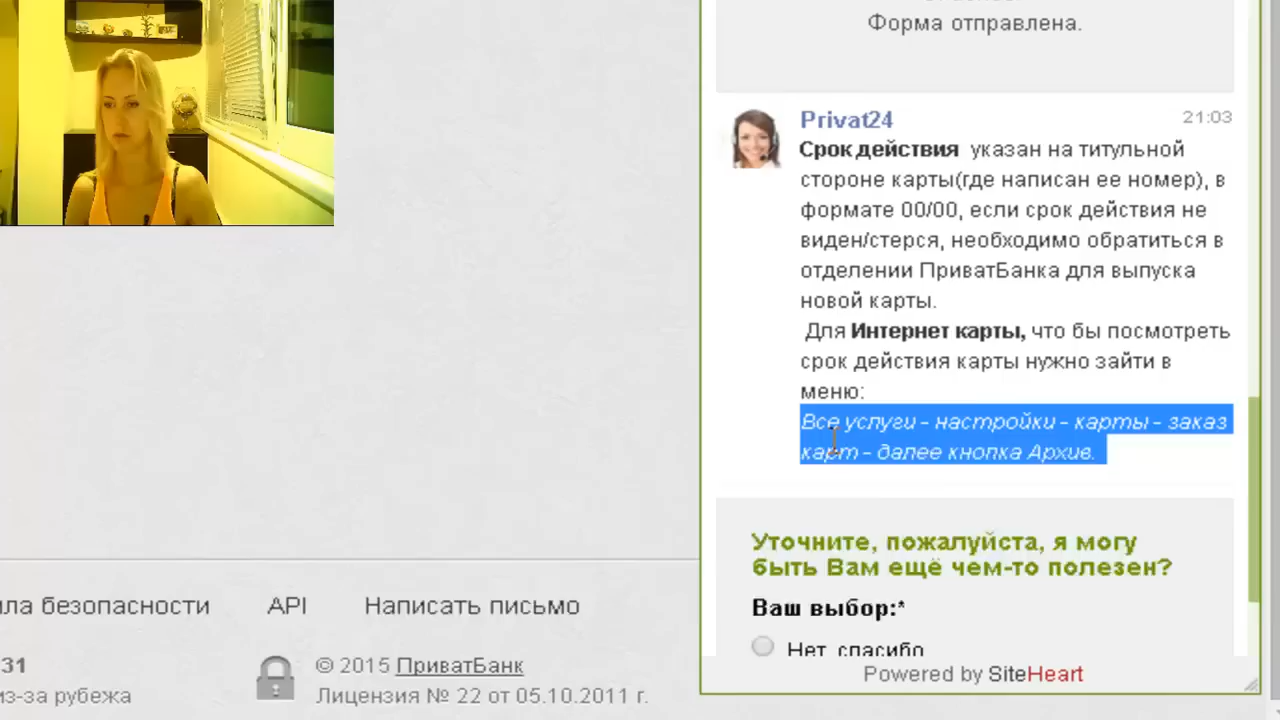 Форма отправлена.
Privat24
21:03
Срок действия указан на титульной
стороне карты(где написан ее номер), в
формате 00/00, если срок действия не
виден/стерся, необходимо обратиться в
отделении ПриватБанка для выпуска
новой карты.
Для Интернет карты, что бы посмотреть
срок действия карты нужно зайти в
меню:
Все услуги - настройки - карты - заказ
карт - далее кнопка Архив.
Уточните, пожалуйста, я могу
быть Вам ещё чем-то полезен?
Ваш выбор:*
Нет, спасибо
Powered by SiteHeart
ла безопасности API Написать письмо
31
из-за рубежа
© 2015 ПриватБанк
Лицензия № 22 от 05.10.2011 г.